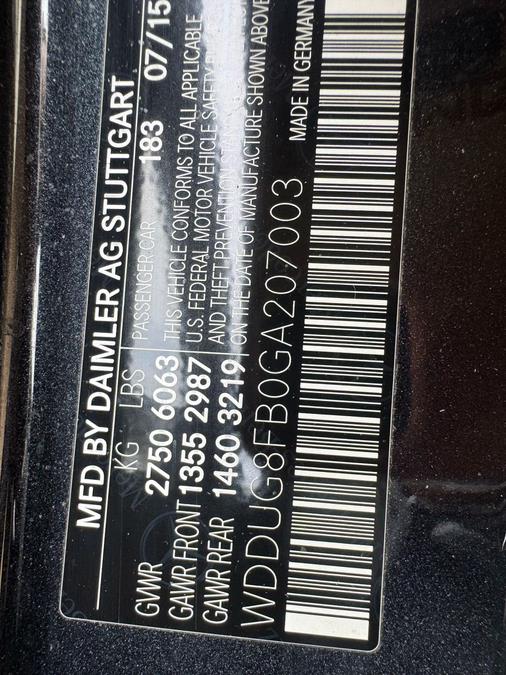 MFD BY DAIMLER AG STUTTGART
KG LBS PASSENGER CAR 183 07/15
GWWR 2750 6063 THIS VEHICLE CONFORMS TO ALL APPLICABLE
GAWR FRONT 1355 2987 U.S. FEDERAL MOTOR VEHICLE SAFETY
GAWR REAR 1460 3219 AND THEFT PREVENTION
ON THE DATE OF MANUFACTURE SHOWN ABOVE
WDDUG8FB0GA207003 MADE IN GERMANY